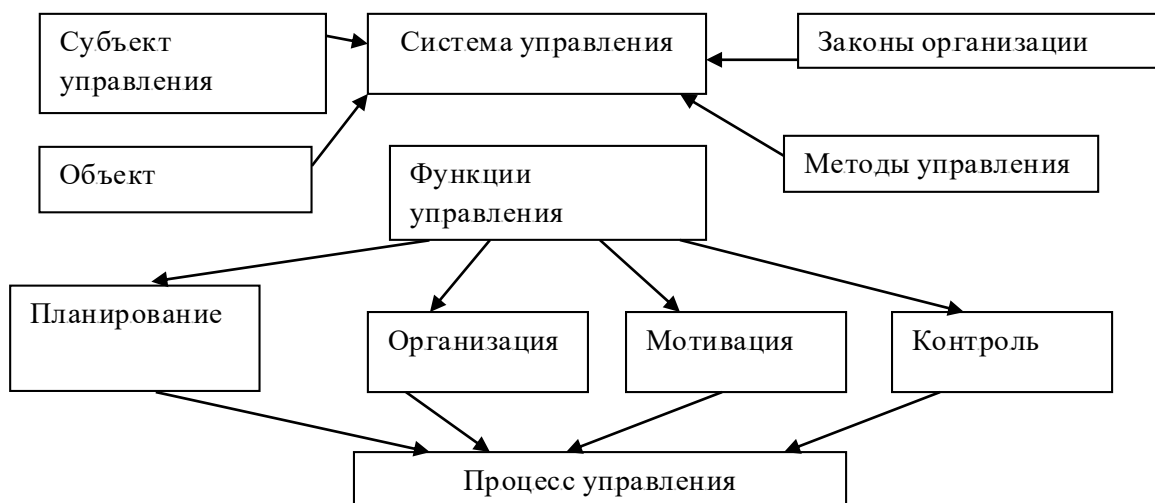 Субъект
управления
Система управления
Законы организации
Объект
Функции
управления
Методы управления
Планирование
Организация
Мотивация
Контроль
Процесс управления